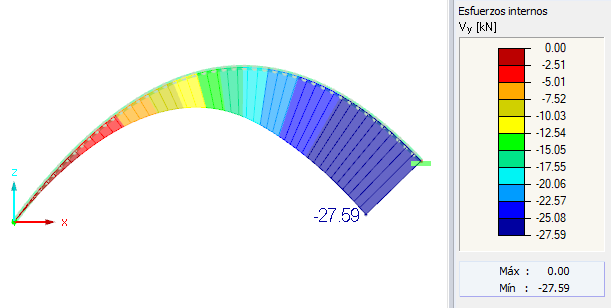 Esfuerzos internos
Vy [kN]
0.00
-2.51
-5.01
-7.52
-10.03
-12.54
-15.05
-17.55
-20.06
-22.57
-25.08
-27.59
Máx : 0.00
Mín : -27.59
z
x
-27.59